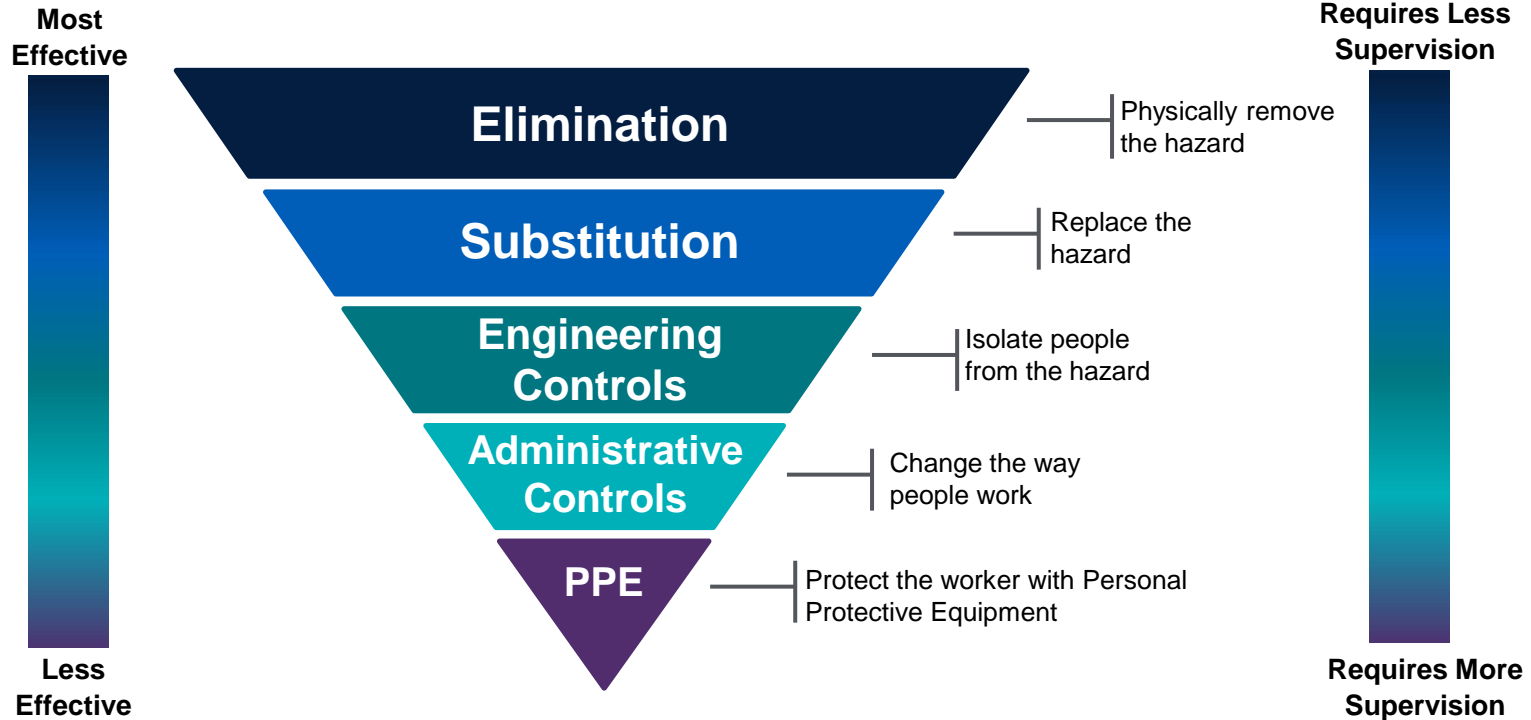 Most
Effective
Requires Less
Supervision
Elimination
Physically remove
the hazard
Substitution
Replace the
hazard
Engineering
Controls
Isolate people
from the hazard
Administrative
Controls
Change the way
people work
PPE
Protect the worker with Personal
Protective Equipment
Less
Effective
Requires More
Supervision